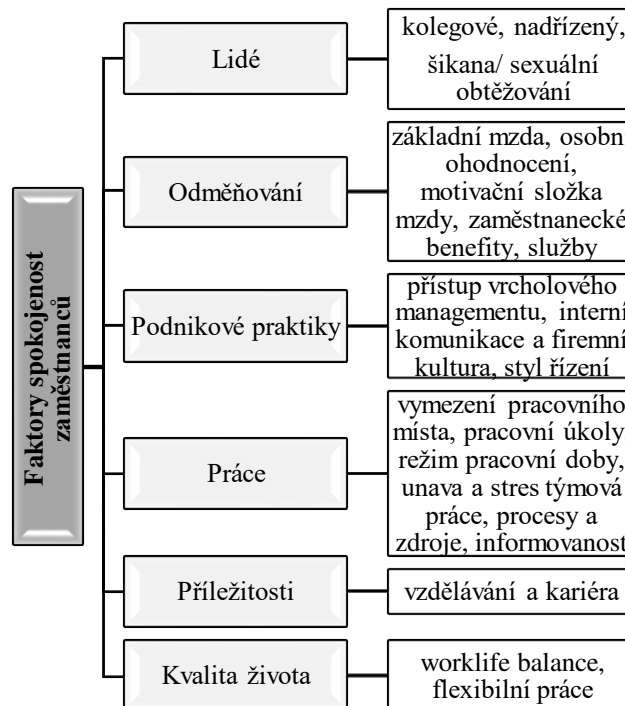 Faktory spokojenost
zaměstnanců
Lidé
kolegové, nadřízený,
šikana/ sexuální
obtěžování
Odměňování
základní mzda, osobní
ohodnocení,
motivační složka
mzdy, zaměstnanecké
benefity, služby
Podnikové praktiky
přístup vrcholového
managementu, interní
komunikace a firemní
kultura, styl řízení
Práce
vymezení pracovního
místa, pracovní úkoly
režim pracovní doby,
unava a stres týmová
práce, procesy a
zdroje, informovanost
Příležitosti
vzdělávání a kariéra
Kvalita života
worklife balance,
flexibilní práce